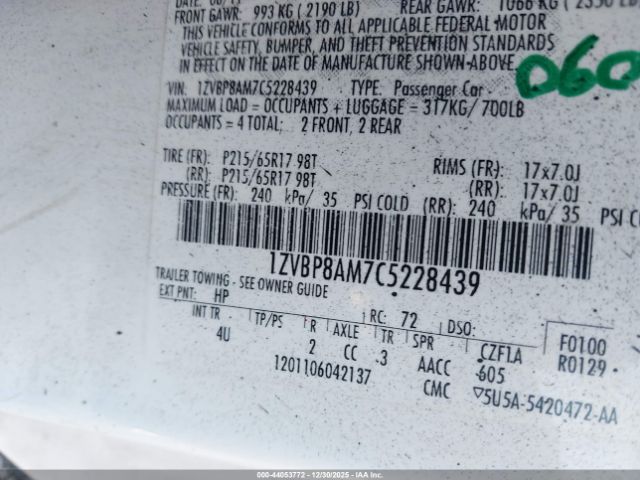 FRONT GAWR: 993 KG ( 2190 LB) REAR GAWR: 1066 KG ( 2350 LB
THIS VEHICLE CONFORMS TO ALL APPLICABLE FEDERAL MOTOR
VEHICLE SAFETY, BUMPER, AND THEFT PREVENTION STANDARDS
IN EFFECT ON THE DATE OF MANUFACTURE SHOWN ABOVE.
060
VIN: 1ZVBP8AM7C5228439 TYPE: Passenger Car
MAXIMUM LOAD = OCCUPANTS + LUGGAGE = 317KG/ 700LB
OCCUPANTS = 4 TOTAL: 2 FRONT, 2 REAR
TIRE (FR): P215/65R17 98T RIMS (FR): 17x7.0J
(RR): P215/65R17 98T (RR): 17x7.0J
PRESSURE (FR): 240 kPa/ 35 PSI COLD (RR): 240 kPa/ 35 PSI CO
1ZVBP8AM7C5228439
TRAILER TOWING - SEE OWNER GUIDE
EXT PNT: HP RC: 72 DSO: F0100
INT TR TP/PS R AXLE TR SPR CZFLA R0129
4U 2 CC .3 AACC 605
1201106042137 CMC ▽5U5A-5420472-AA
000-44053772 - 12/30/2025 - IAA Inc.